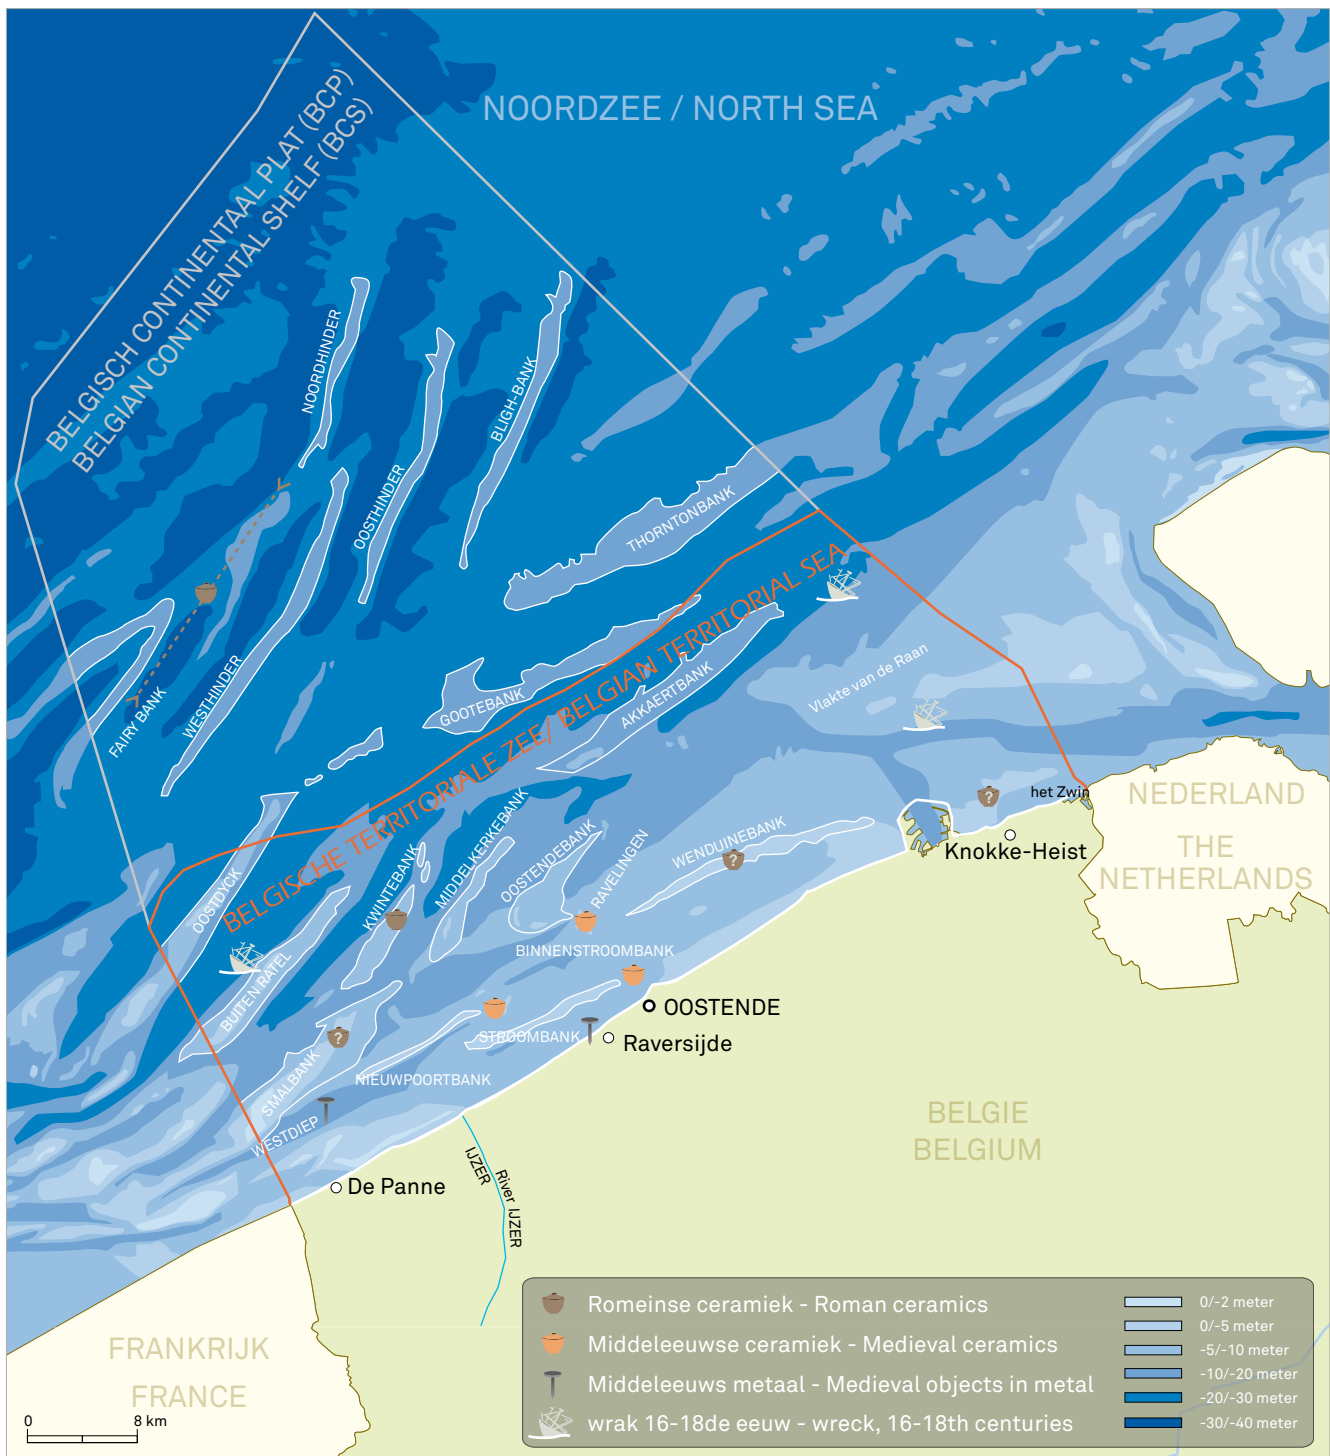 NOORDZEE / NORTH SEA
BELGISCH CONTINENTAAL PLAT (BCP)
BELGIAN CONTINENTAL SHELF (BCS)
NOORDHINDER
OOSTHINDER
BLIGH-BANK
THORNTONBANK
FAIRY BANK
WESTHINDER
GOOTEBANK
AKKAERTBANK
BELGISCHE TERRITORIALE ZEE/ BELGIAN TERRITORIAL SEA
Vlakte van de Raan
OOSTDYCK
BUITEN RATEL
KWINTEBANK
MIDDELKERKEBANK
OOSTENDEBANK
RAVELINGEN
WENDUINEBANK
?
?
het Zwin
Knokke-Heist
NEDERLAND
THE
NETHERLANDS
BINNENSTROOMBANK
OOSTENDE
STROOMBANK
Raversijde
?
SMALBANK
NIEUWPOORTBANK
WESTDIEP
De Panne
IJZER
River IJZER
BELGIE
BELGIUM
FRANKRIJK
FRANCE
0 8 km
Romeinse ceramiek - Roman ceramics
Middeleeuwse ceramiek - Medieval ceramics
Middeleeuws metaal - Medieval objects in metal
wrak 16-18de eeuw - wreck, 16-18th centuries
0/-2 meter
0/-5 meter
-5/-10 meter
-10/-20 meter
-20/-30 meter
-30/-40 meter